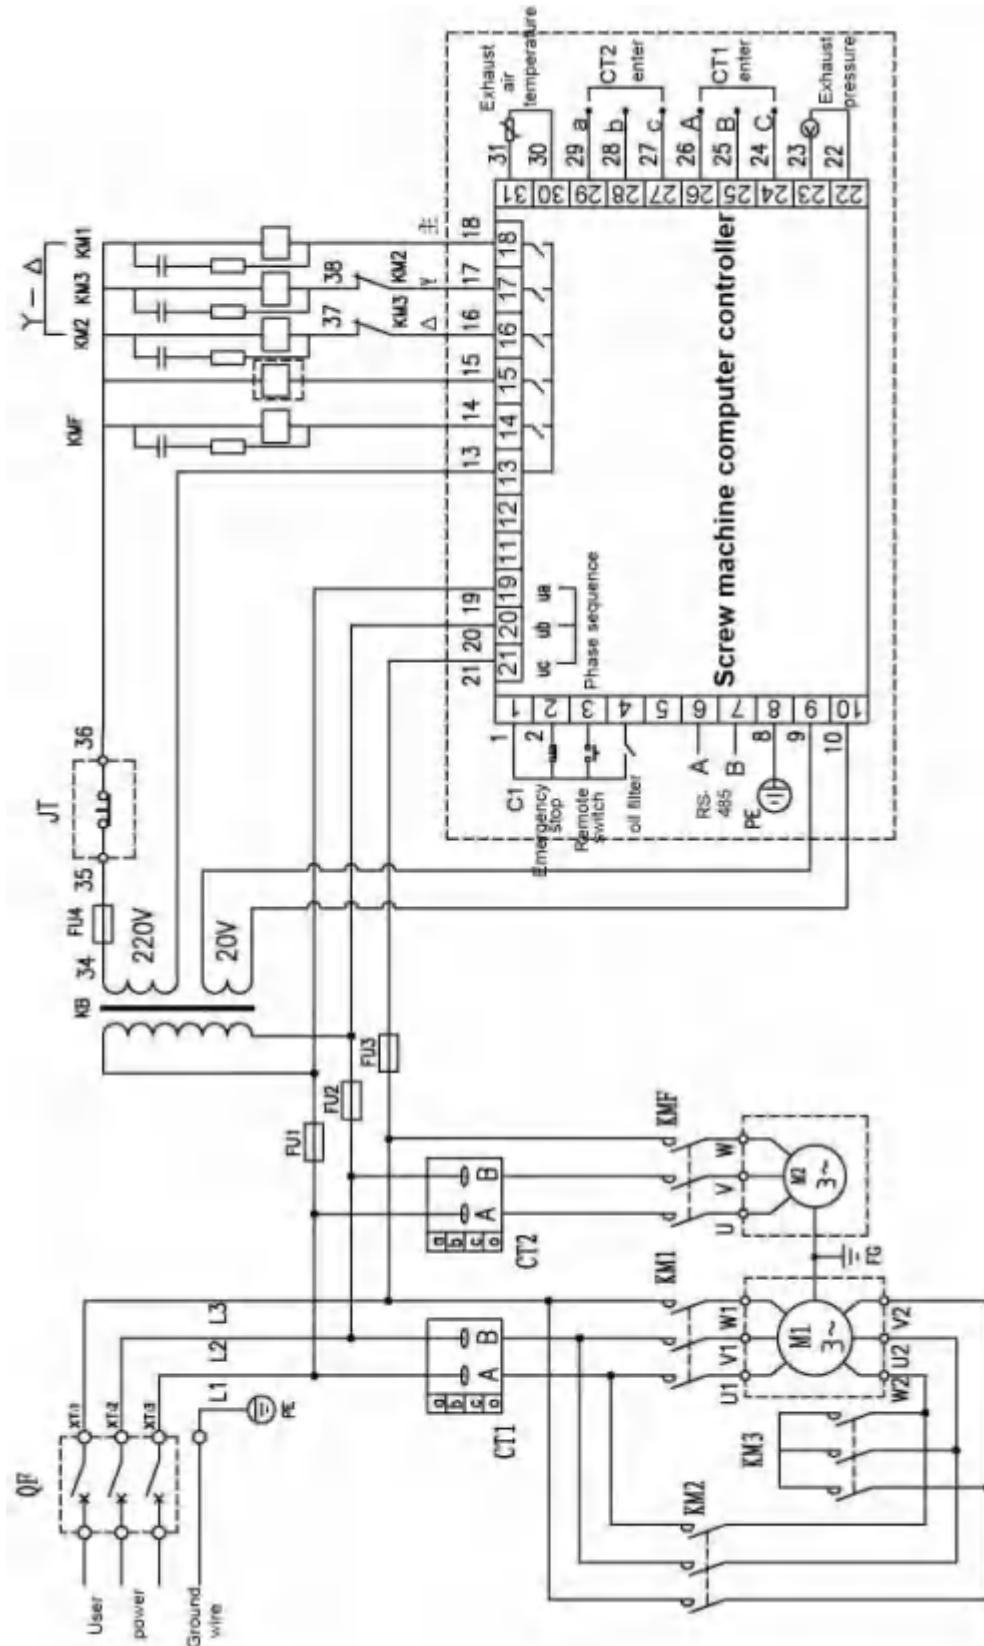 QF
User
power
Ground
wire
XT:1
XT:2
XT:3
L1
L2
L3
PE
KB
34
FU4
35
JT
36
220V
20V
FU1
FU2
FU3
Y – Δ
KMF
KM2
KM3
KM1
37
38
KM3
KM2
Δ
Y
主
CT1
a b c o
A B
CT2
a b c o
A B
KM2
KM3
KM1
KMF
U1 V1 W1
U V W
M1
3~
M2
3~
W2 U2 V2
FG
21 20 19 13 14 15 16 17 18
21 20 19 11 12 13 14 15 16 17 18
uc ub ua
Phase sequence
Screw machine computer controller
1
2
3
4
5
6
7
8
9
10
1
2
8
9
10
C1
Emergency
stop
Remote
switch
oil filter
RS-
485
A
B
PE
31
30
29
28
27
26
25
24
23
22
31
30
29 a
28 b
27 c
26 A
25 B
24 C
23
22
Exhaust
air
temperature
CT2
enter
CT1
enter
Exhaust
pressure